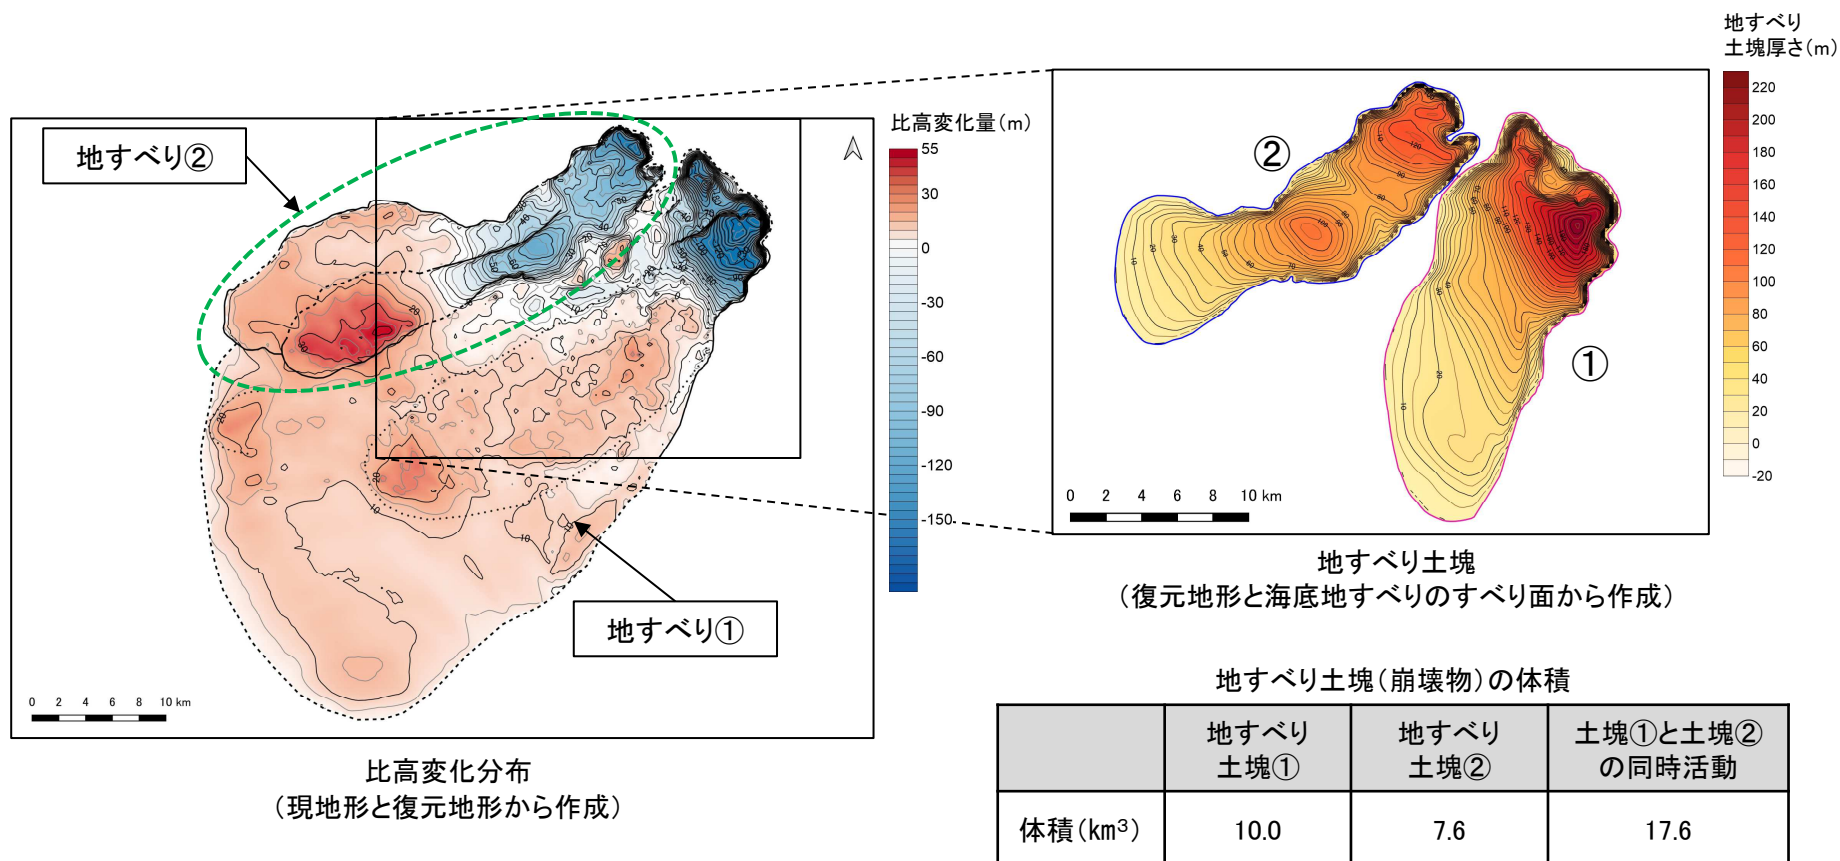 地すべり
土塊厚さ(m)
220
200
180
160
140
120
100
80
60
40
20
0
-20
比高変化量(m)
55
30
0
-30
-60
-90
-120
-150
地すべり②
地すべり①
0 2 4 6 8 10 km
比高変化分布
(現地形と復元地形から作成)
②
①
0 2 4 6 8 10 km
地すべり土塊
(復元地形と海底地すべりのすべり面から作成)
地すべり土塊(崩壊物)の体積
地すべり土塊① 地すべり土塊② 土塊①と土塊②の同時活動
体積(km³) 10.0 7.6 17.6